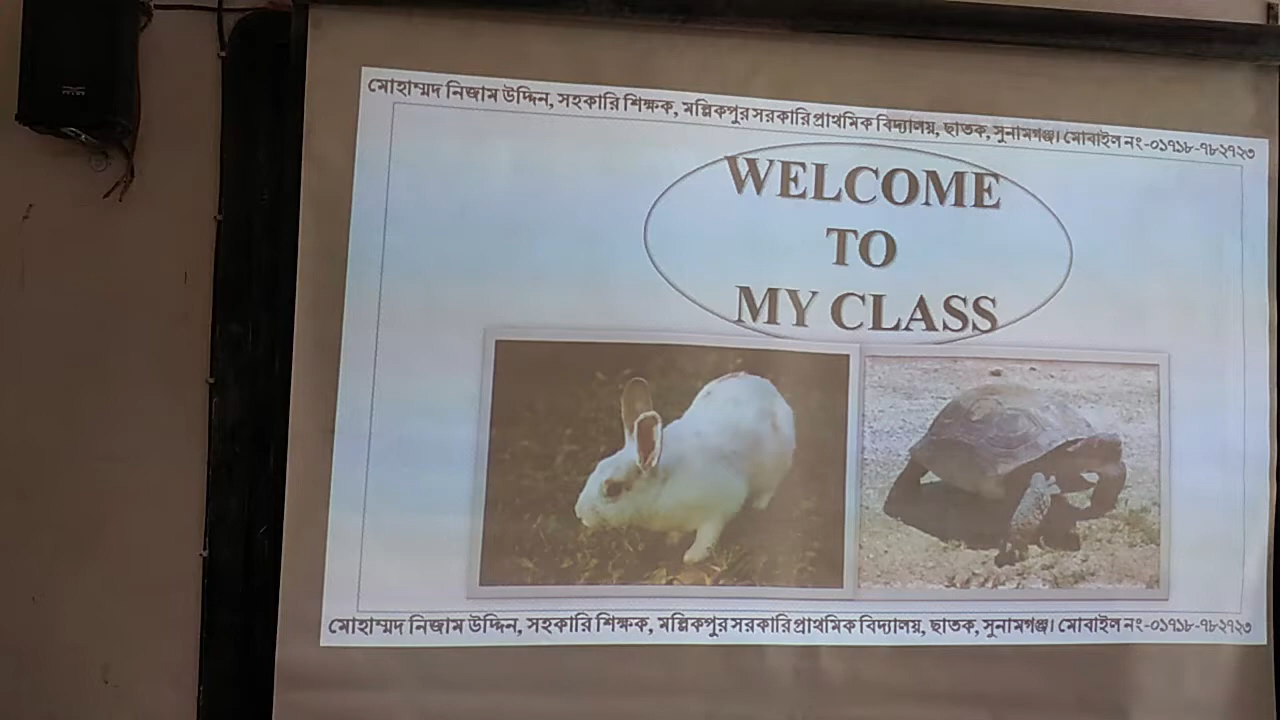 মোহাম্মদ নিজাম উদ্দিন, সহকারি শিক্ষক, মল্লিকপুর সরকারি প্রাথমিক বিদ্যালয়, ছাতক, সুনামগঞ্জ। মোবাইল নং-০১৭১৮-৭৮২৭২৩
WELCOME
TO
MY CLASS
মোহাম্মদ নিজাম উদ্দিন, সহকারি শিক্ষক, মল্লিকপুর সরকারি প্রাথমিক বিদ্যালয়, ছাতক, সুনামগঞ্জ। মোবাইল নং-০১৭১৮-৭৮২৭২৩